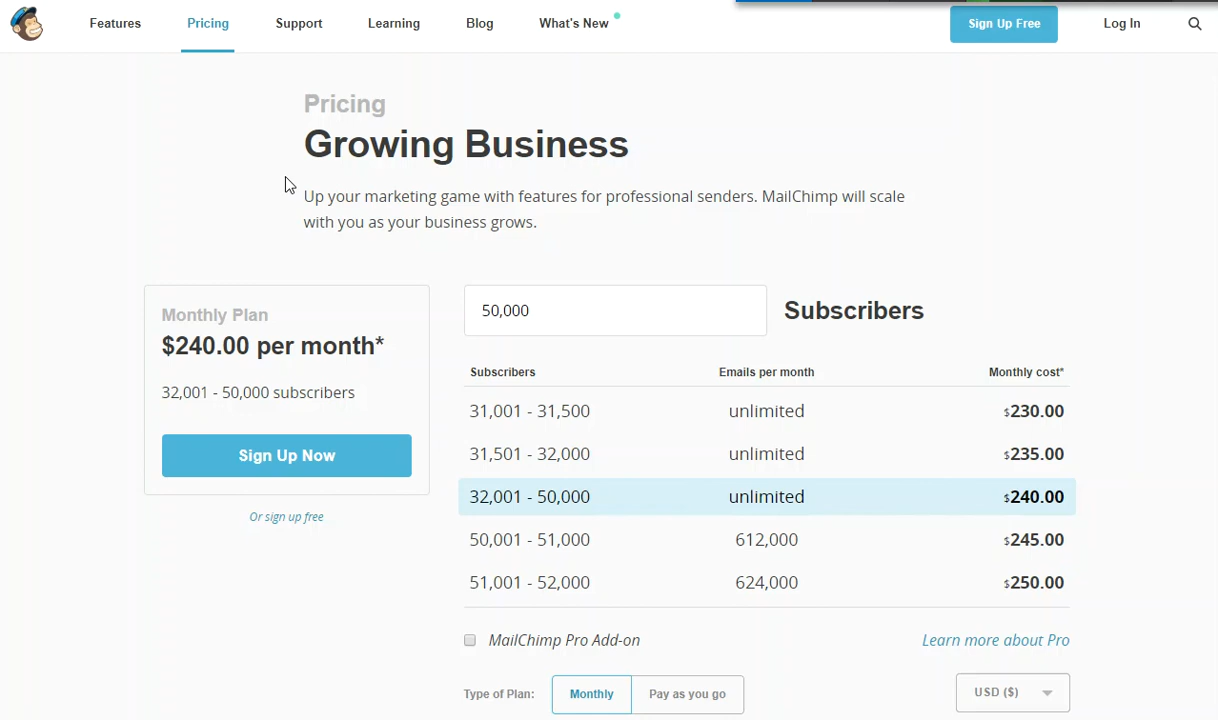 Features Pricing Support Learning Blog What's New Sign Up Free Log In
Pricing
Growing Business
Up your marketing game with features for professional senders. MailChimp will scale
with you as your business grows.
Monthly Plan
$240.00 per month*
32,001 - 50,000 subscribers
Sign Up Now
Or sign up free
50,000 Subscribers
Subscribers Emails per month Monthly cost*
31,001 - 31,500 unlimited $230.00
31,501 - 32,000 unlimited $235.00
32,001 - 50,000 unlimited $240.00
50,001 - 51,000 612,000 $245.00
51,001 - 52,000 624,000 $250.00
MailChimp Pro Add-on Learn more about Pro
Type of Plan: Monthly Pay as you go USD ($)